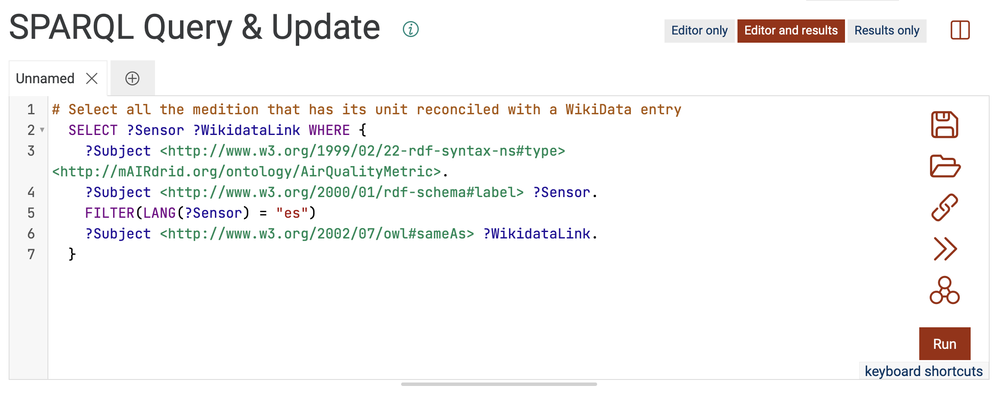 SPARQL Query & Update
Editor only
Editor and results
Results only
Unnamed
1 # Select all the medition that has its unit reconciled with a WikiData entry
2 SELECT ?Sensor ?WikidataLink WHERE {
3 ?Subject <http://www.w3.org/1999/02/22-rdf-syntax-ns#type>
<http://mAIRdrid.org/ontology/AirQualityMetric>.
4 ?Subject <http://www.w3.org/2000/01/rdf-schema#label> ?Sensor.
5 FILTER(LANG(?Sensor) = "es")
6 ?Subject <http://www.w3.org/2002/07/owl#sameAs> ?WikidataLink.
7 }
Run
keyboard shortcuts